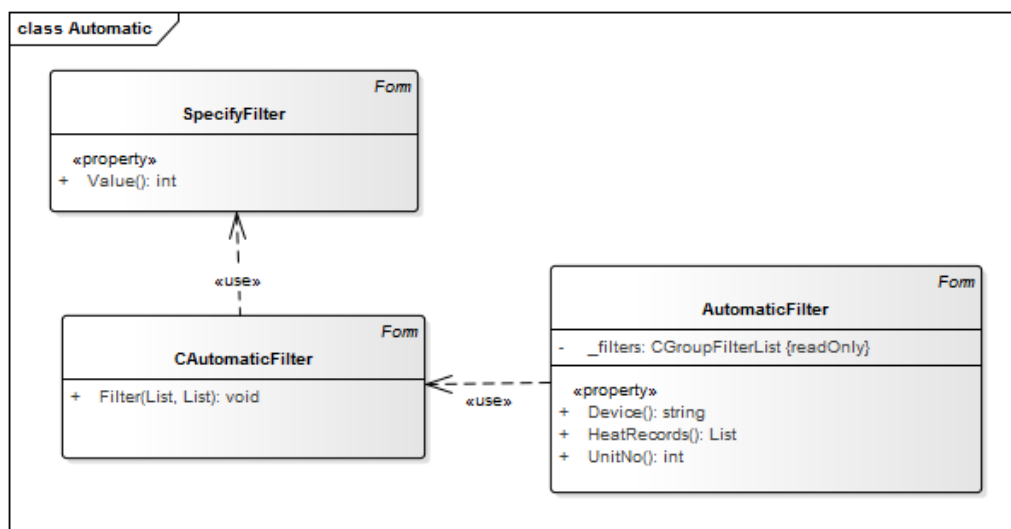 class Automatic
Form
SpecifyFilter
«property»
+ Value(): int
«use»
Form
CAutomaticFilter
+ Filter(List, List): void
«use»
Form
AutomaticFilter
- _filters: CGroupFilterList {readOnly}
«property»
+ Device(): string
+ HeatRecords(): List
+ UnitNo(): int